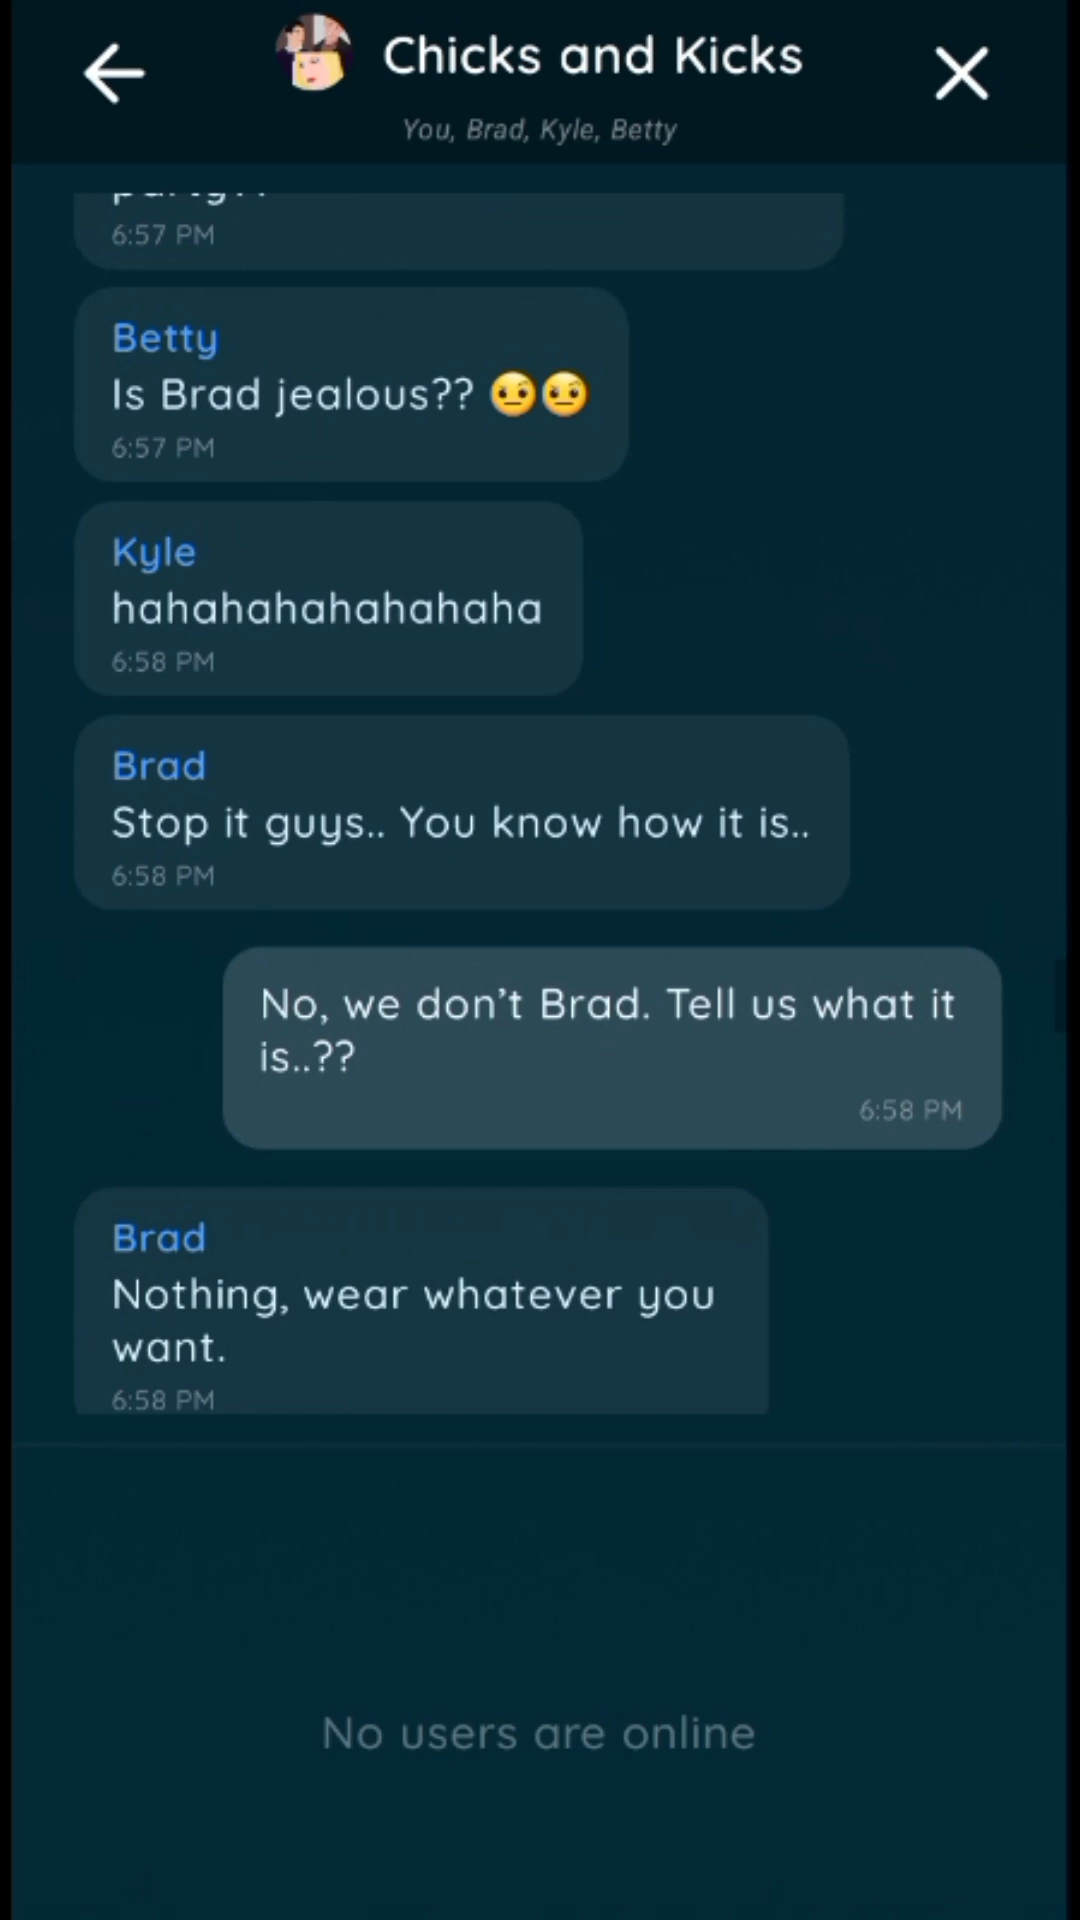 Chicks and Kicks
You, Brad, Kyle, Betty
6:57 PM
Betty
Is Brad jealous?? 🤨🤨
6:57 PM
Kyle
hahahahahahahaha
6:58 PM
Brad
Stop it guys.. You know how it is..
6:58 PM
No, we don’t Brad. Tell us what it
is..??
6:58 PM
Brad
Nothing, wear whatever you
want.
6:58 PM
No users are online